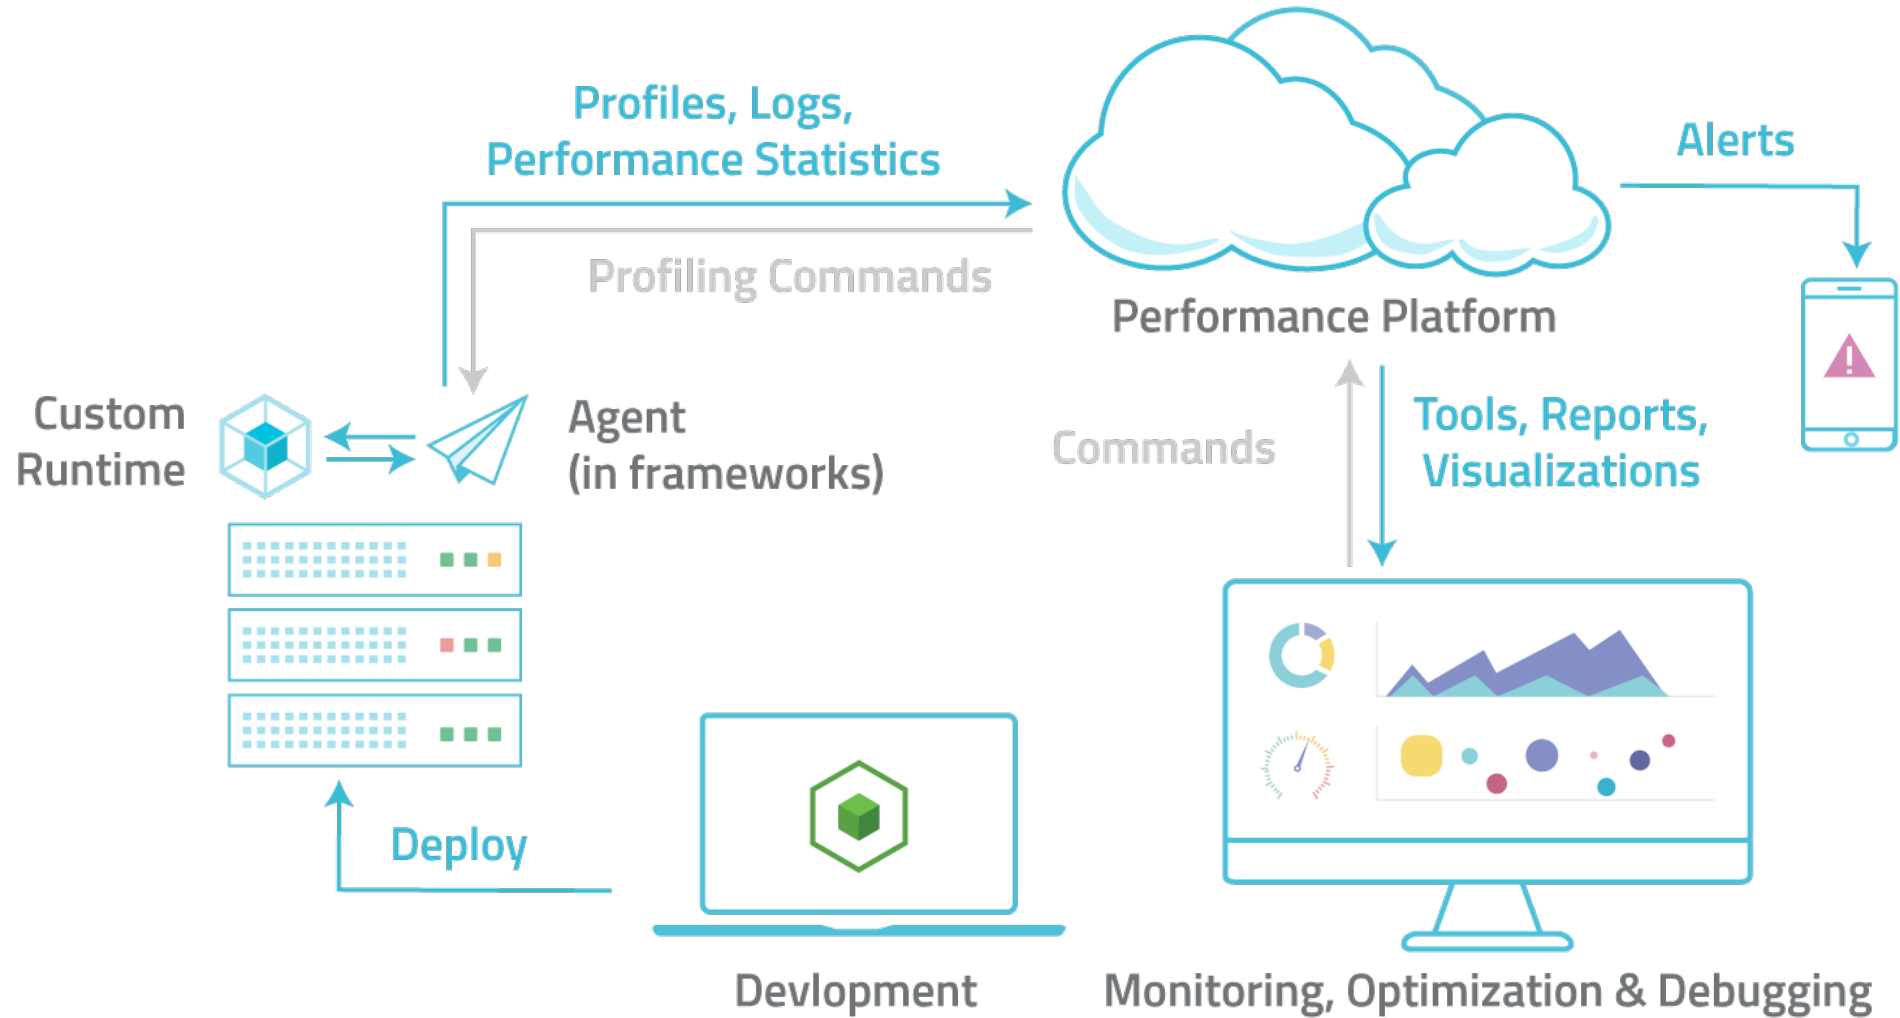 Profiles, Logs,
Performance Statistics
Alerts
Profiling Commands
Performance Platform
Custom
Runtime
Agent
(in frameworks)
Commands
Tools, Reports,
Visualizations
Deploy
Devlopment
Monitoring, Optimization & Debugging